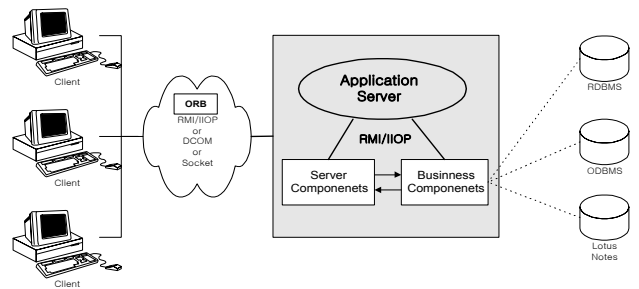 Client
Client
Client
ORB
RMI/IIOP
or
DCOM
or
Socket
Application
Server
RMI/IIOP
Server
Componenets
Businness
Componenets
RDBMS
ODBMS
Lotus
Notes